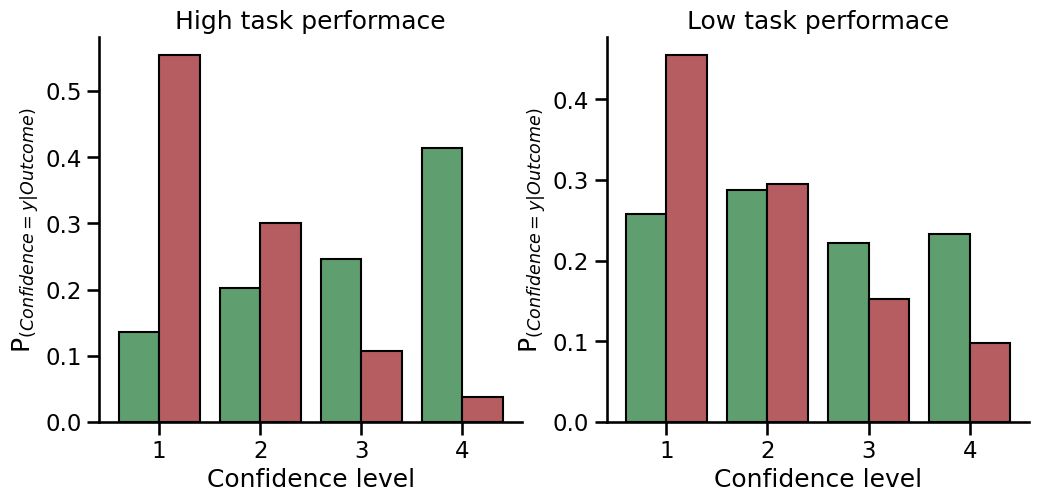 High task performace
P(Confidence = y|Outcome)
0.5
0.4
0.3
0.2
0.1
0.0
1 2 3 4
Confidence level
Low task performace
P(Confidence = y|Outcome)
0.4
0.3
0.2
0.1
0.0
1 2 3 4
Confidence level